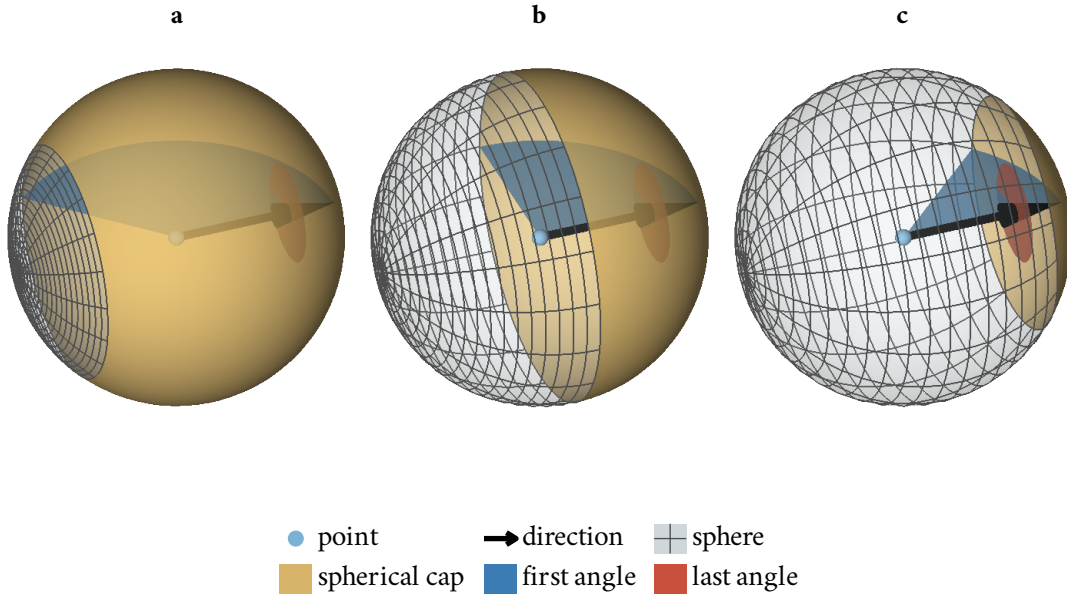 a b c
point direction sphere
spherical cap first angle last angle